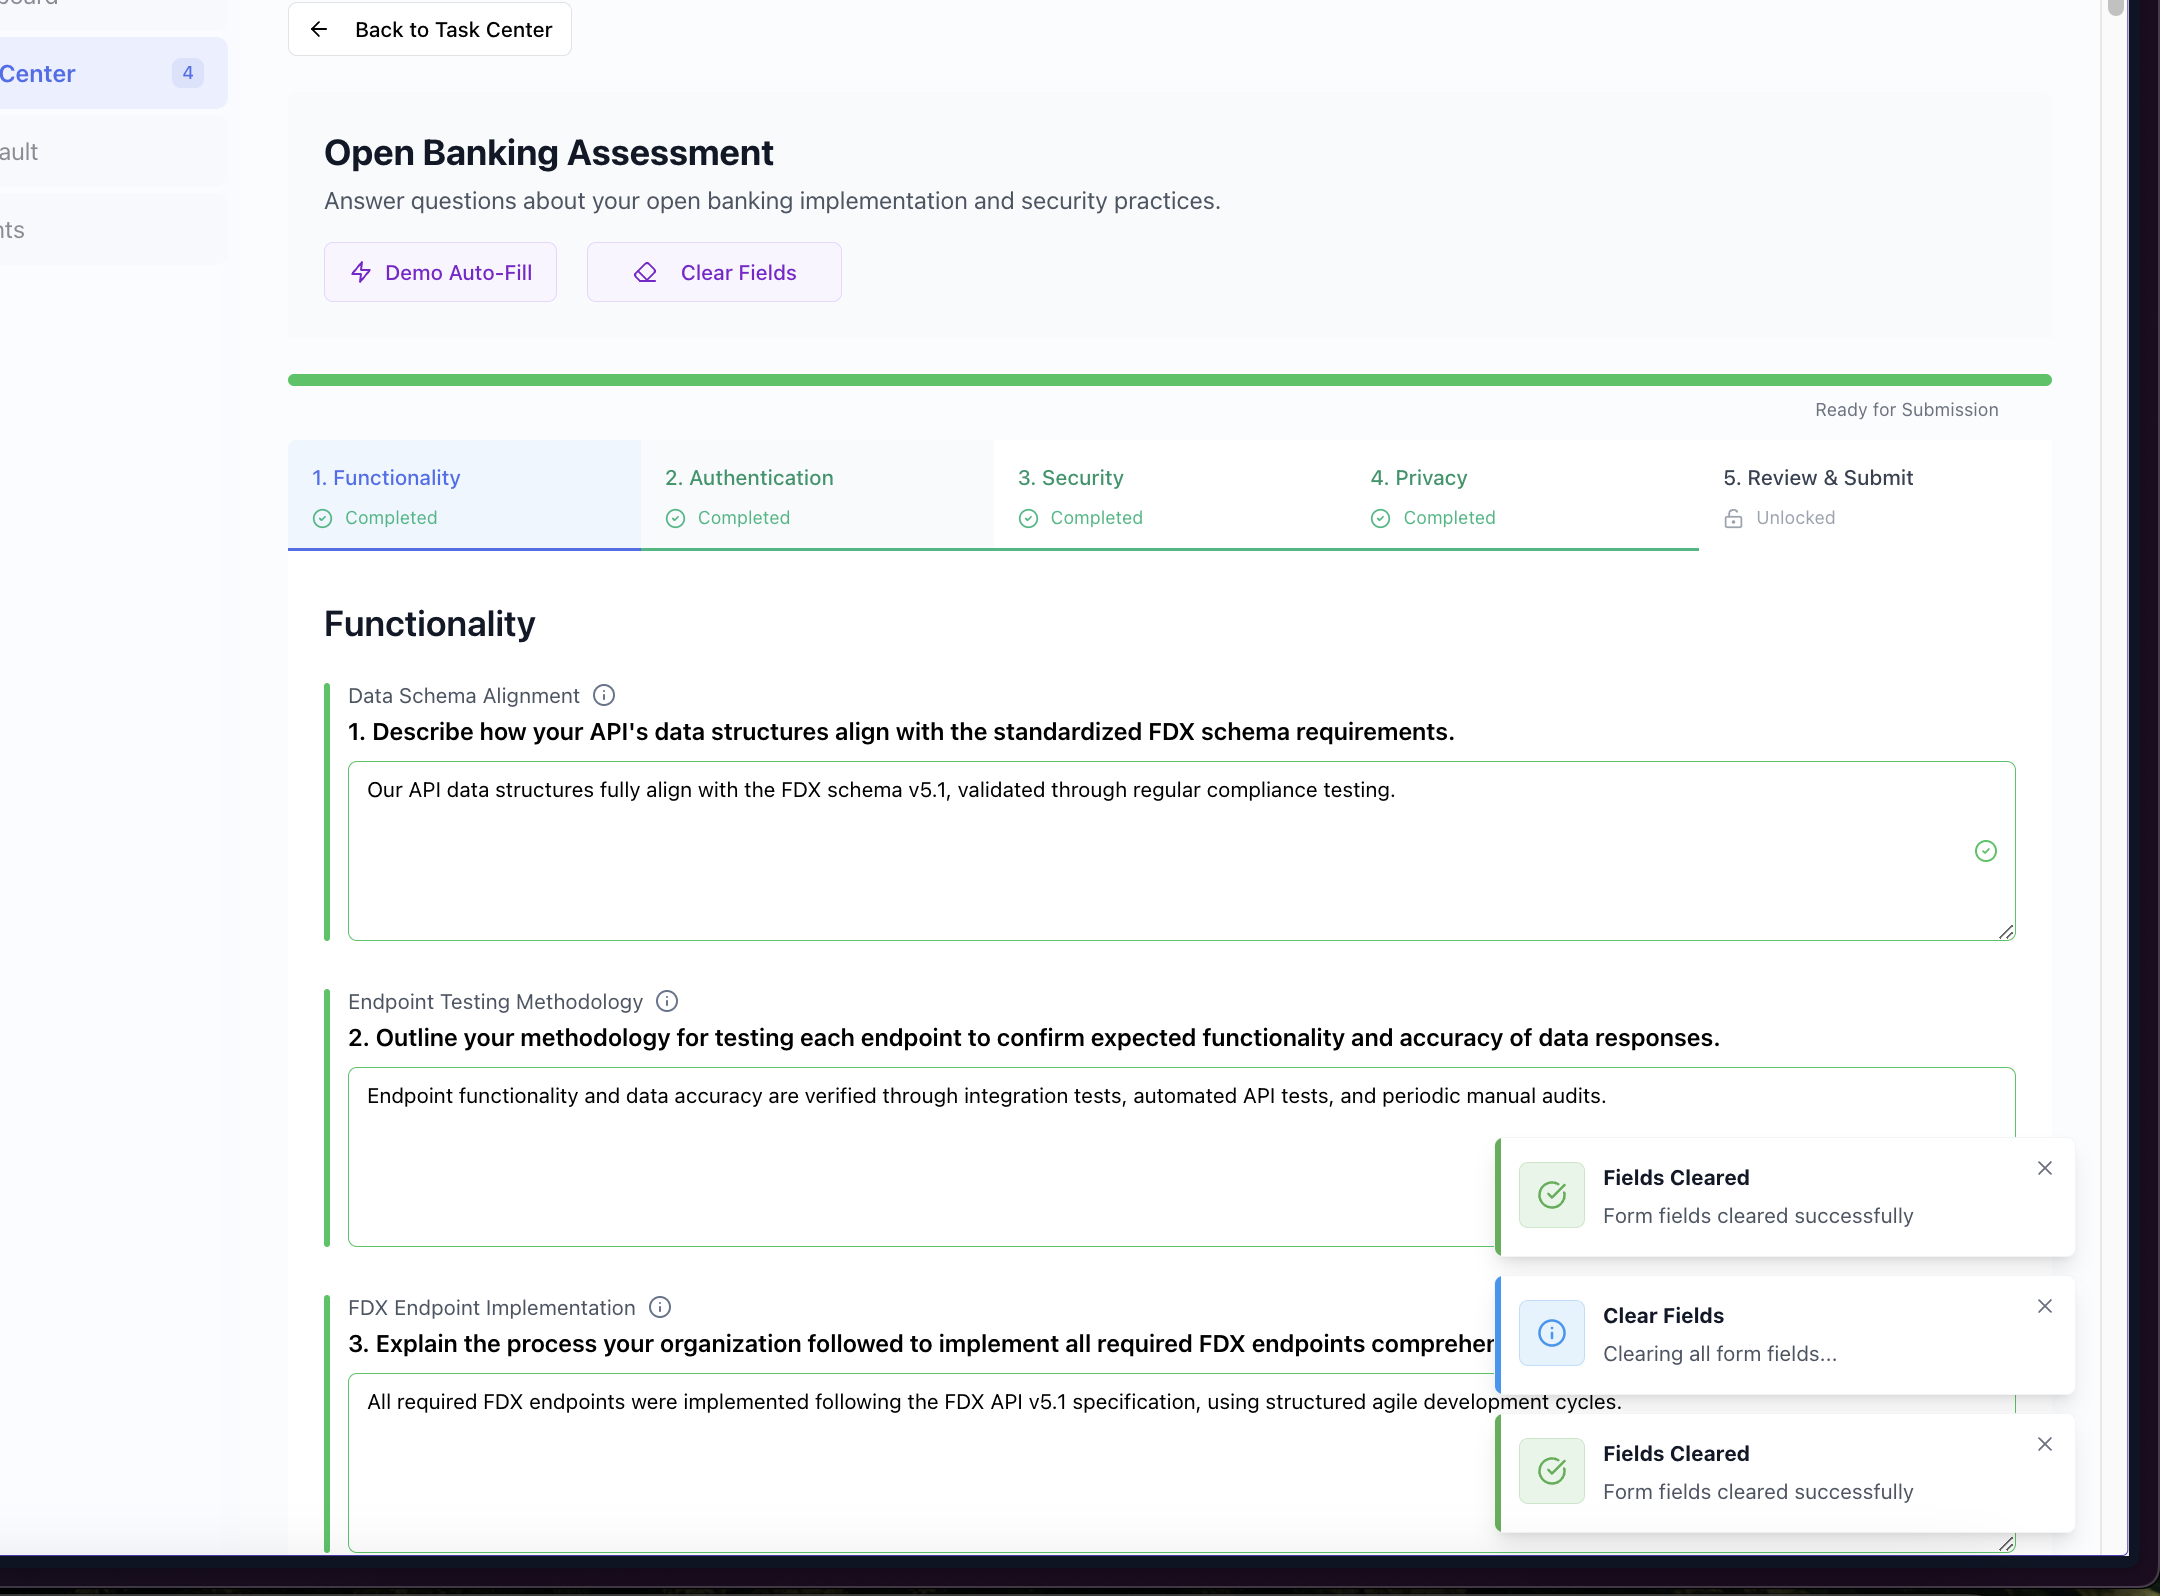 Back to Task Center
Center
4
ault
nts
Open Banking Assessment
Answer questions about your open banking implementation and security practices.
Demo Auto-Fill
Clear Fields
Ready for Submission
1. Functionality
Completed
2. Authentication
Completed
3. Security
Completed
4. Privacy
Completed
5. Review & Submit
Unlocked
Functionality
Data Schema Alignment
1. Describe how your API's data structures align with the standardized FDX schema requirements.
Our API data structures fully align with the FDX schema v5.1, validated through regular compliance testing.
Endpoint Testing Methodology
2. Outline your methodology for testing each endpoint to confirm expected functionality and accuracy of data responses.
Endpoint functionality and data accuracy are verified through integration tests, automated API tests, and periodic manual audits.
FDX Endpoint Implementation
3. Explain the process your organization followed to implement all required FDX endpoints comprehen
All required FDX endpoints were implemented following the FDX API v5.1 specification, using structured agile development cycles.
Fields Cleared
Form fields cleared successfully
Clear Fields
Clearing all form fields...
Fields Cleared
Form fields cleared successfully